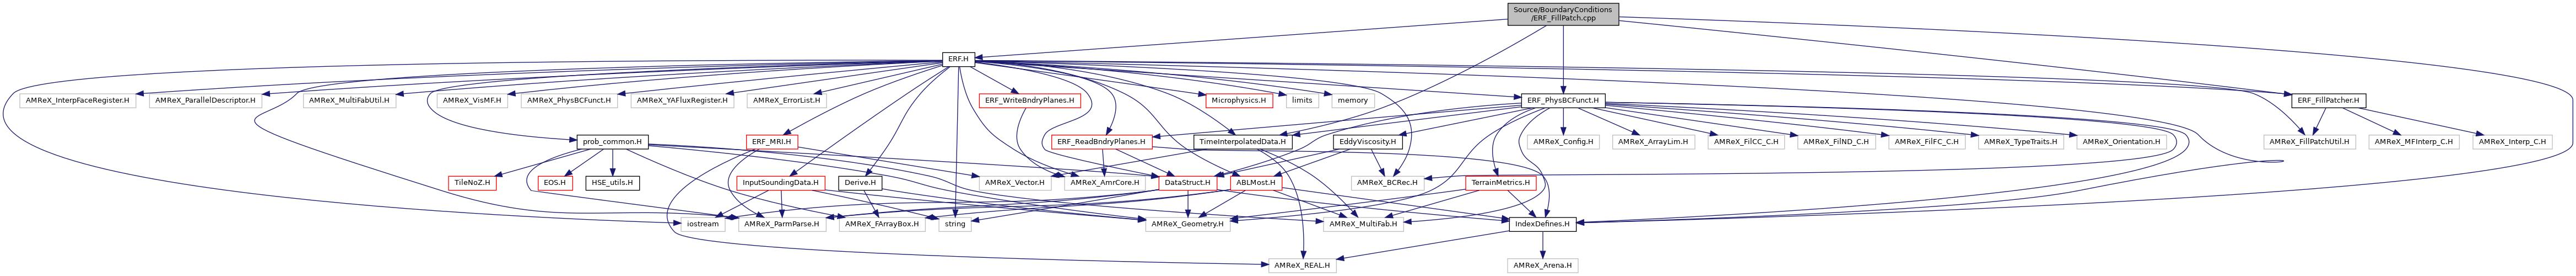 Source/BoundaryConditions
/ERF_FillPatch.cpp
ERF.H
AMReX_InterpFaceRegister.H
AMReX_ParallelDescriptor.H
AMReX_MultiFabUtil.H
AMReX_VisMF.H
AMReX_PhysBCFunct.H
AMReX_YAFluxRegister.H
AMReX_ErrorList.H
ERF_WriteBndryPlanes.H
Microphysics.H
limits
memory
ERF_PhysBCFunct.H
ERF_FillPatcher.H
prob_common.H
ERF_MRI.H
ERF_ReadBndryPlanes.H
TimeInterpolatedData.H
EddyViscosity.H
AMReX_Config.H
AMReX_ArrayLim.H
AMReX_FilCC_C.H
AMReX_FilND_C.H
AMReX_FilFC_C.H
AMReX_TypeTraits.H
AMReX_Orientation.H
AMReX_FillPatchUtil.H
AMReX_MFInterp_C.H
AMReX_Interp_C.H
TileNoZ.H
EOS.H
HSE_utils.H
InputSoundingData.H
Derive.H
AMReX_Vector.H
AMReX_AmrCore.H
DataStruct.H
ABLMost.H
AMReX_BCRec.H
TerrainMetrics.H
iostream
AMReX_ParmParse.H
AMReX_FArrayBox.H
string
AMReX_Geometry.H
AMReX_MultiFab.H
IndexDefines.H
AMReX_REAL.H
AMReX_Arena.H